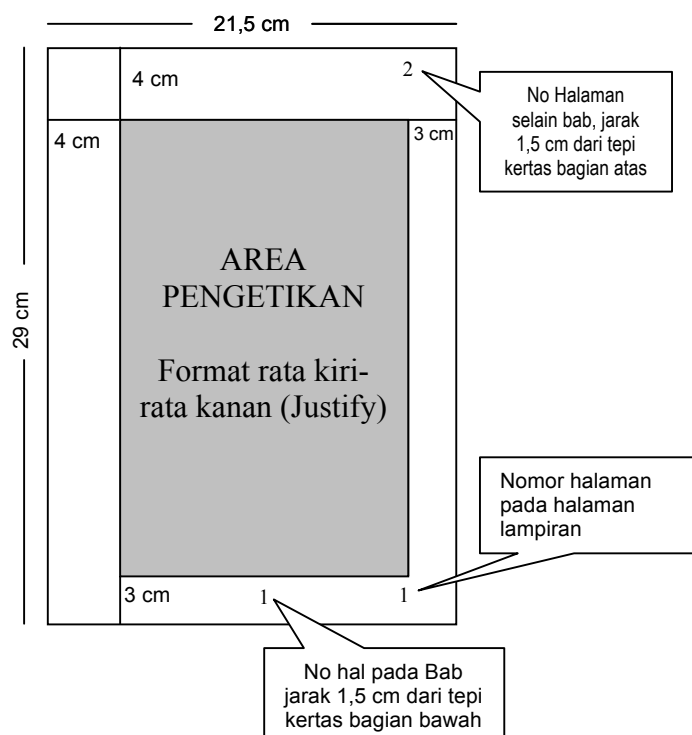 21,5 cm
4 cm
2
No Halaman
selain bab, jarak
1,5 cm dari tepi
kertas bagian atas
4 cm
3 cm
29 cm
AREA
PENGETIKAN
Format rata kiri-
rata kanan (Justify)
Nomor halaman
pada halaman
lampiran
3 cm
1
1
No hal pada Bab
jarak 1,5 cm dari tepi
kertas bagian bawah